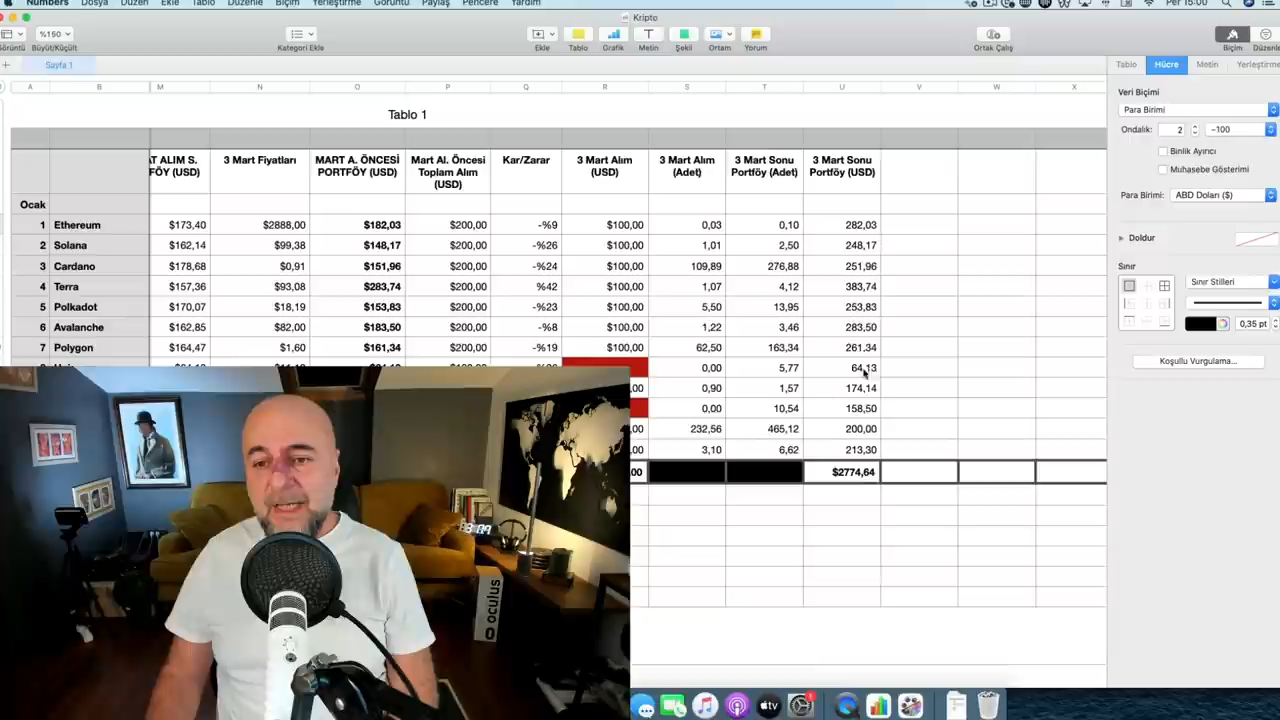 Numbers Dosya Düzen Ekle Tablo Düzenle Biçim Yerleştirme Görüntü Paylaş Pencere Yardım Per 15:00
Kripto
%150
Görüntü Büyüt/Küçült Kategori Ekle Ekle Tablo Grafik Metin Şekil Ortam Yorum Ortak Çalış Biçim Düzenle
+ Sayfa 1
Tablo Hücre Metin Yerleştirme
A B M N O P Q R S T U V W X
Tablo 1
AT ALIM S. FÖY (USD)
3 Mart Fiyatları
MART A. ÖNCESİ PORTFÖY (USD)
Mart Al. Öncesi Toplam Alım (USD)
Kar/Zarar
3 Mart Alım (USD)
3 Mart Alım (Adet)
3 Mart Sonu Portföy (Adet)
3 Mart Sonu Portföy (USD)
Ocak
1 Ethereum $173,40 $2888,00 $182,03 $200,00 -%9 $100,00 0,03 0,10 282,03
2 Solana $162,14 $99,38 $148,17 $200,00 -%26 $100,00 1,01 2,50 248,17
3 Cardano $178,68 $0,91 $151,96 $200,00 -%24 $100,00 109,89 276,88 251,96
4 Terra $157,36 $93,08 $283,74 $200,00 %42 $100,00 1,07 4,12 383,74
5 Polkadot $170,07 $18,19 $153,83 $200,00 -%23 $100,00 5,50 13,95 253,83
6 Avalanche $162,85 $82,00 $183,50 $200,00 -%8 $100,00 1,22 3,46 283,50
7 Polygon $164,47 $1,60 $161,34 $200,00 -%19 $100,00 62,50 163,34 261,34
0,00 5,77 64,13
,00 0,90 1,57 174,14
0,00 10,54 158,50
,00 232,56 465,12 200,00
,00 3,10 6,62 213,30
00 $2774,64
Veri Biçimi
Para Birimi
Ondalık: 2 -100
Binlik Ayırıcı
Muhasebe Gösterimi
Para Birimi: ABD Doları ($)
Doldur
Sınır
Sınır Stilleri
0,35 pt
Koşullu Vurgulama...
oculus
tv